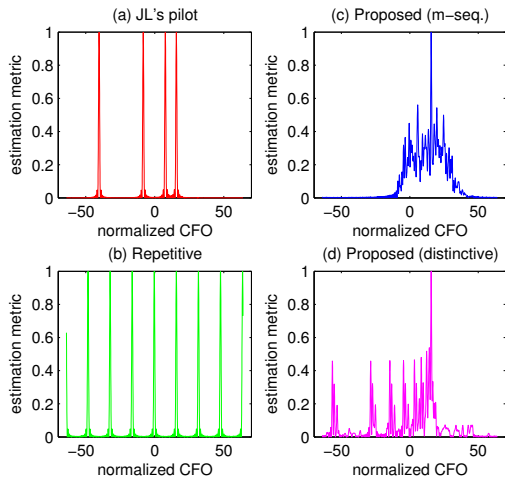 (a) JL's pilot
estimation metric
1
0.8
0.6
0.4
0.2
0
−50 0 50
normalized CFO
(c) Proposed (m−seq.)
estimation metric
1
0.8
0.6
0.4
0.2
0
−50 0 50
normalized CFO
(b) Repetitive
estimation metric
1
0.8
0.6
0.4
0.2
0
−50 0 50
normalized CFO
(d) Proposed (distinctive)
estimation metric
1
0.8
0.6
0.4
0.2
0
−50 0 50
normalized CFO